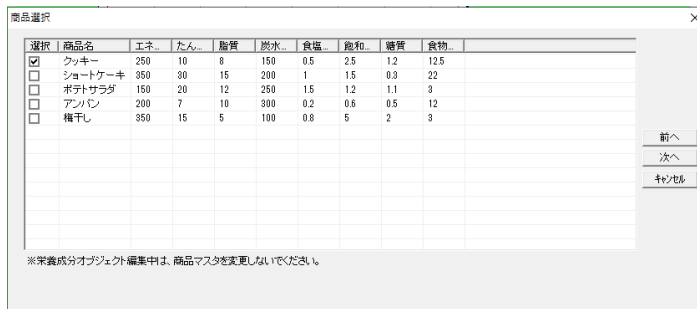 商品選択
選択 商品名 エネ... たん... 脂質 炭水... 食塩... 飽和... 糖質 食物...
クッキー 250 10 8 150 0.5 2.5 1.2 12.5
ショートケーキ 350 30 15 200 1 1.5 0.3 22
ポテトサラダ 150 20 12 250 1.5 1.2 1.1 3
アンパン 200 7 10 300 0.2 0.6 0.5 12
梅干し 350 15 5 100 0.8 5 2 3
前へ
次へ
キャンセル
※栄養成分オブジェクト編集中は、商品マスタを変更しないでください。